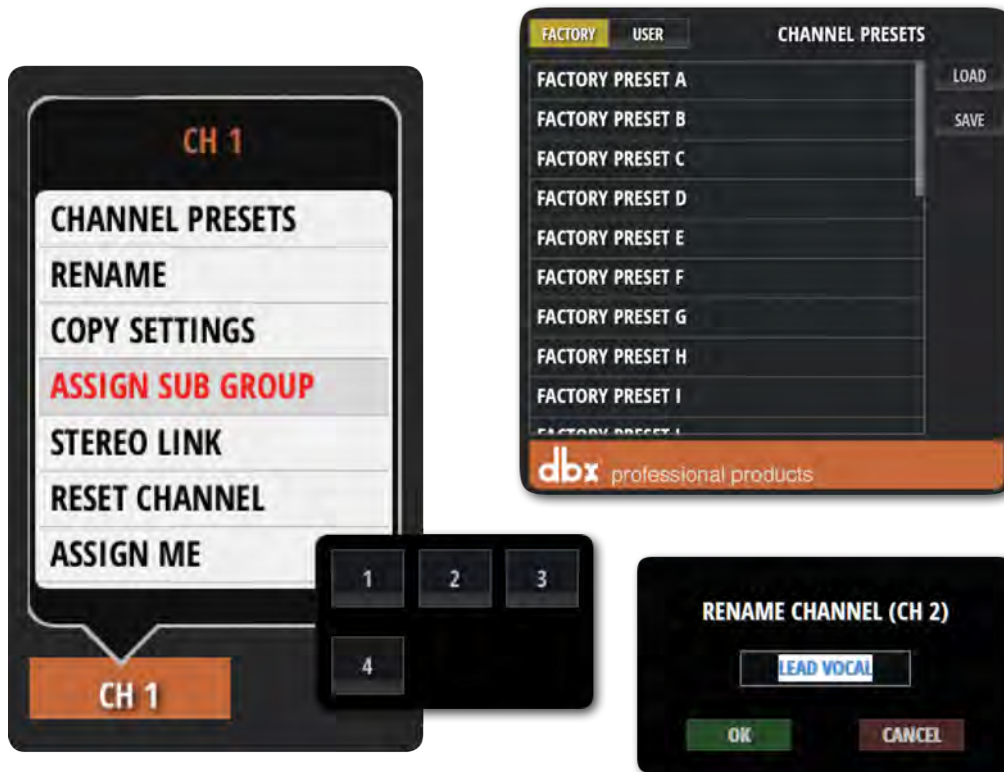 CH 1
CHANNEL PRESETS
RENAME
COPY SETTINGS
ASSIGN SUB GROUP
STEREO LINK
RESET CHANNEL
ASSIGN ME
CH 1
1 2 3
4
FACTORY USER CHANNEL PRESETS
FACTORY PRESET A
LOAD
FACTORY PRESET B
SAVE
FACTORY PRESET C
FACTORY PRESET D
FACTORY PRESET E
FACTORY PRESET F
FACTORY PRESET G
FACTORY PRESET H
FACTORY PRESET I
dbx professional products
RENAME CHANNEL (CH 2)
LEAD VOCAL
OK CANCEL